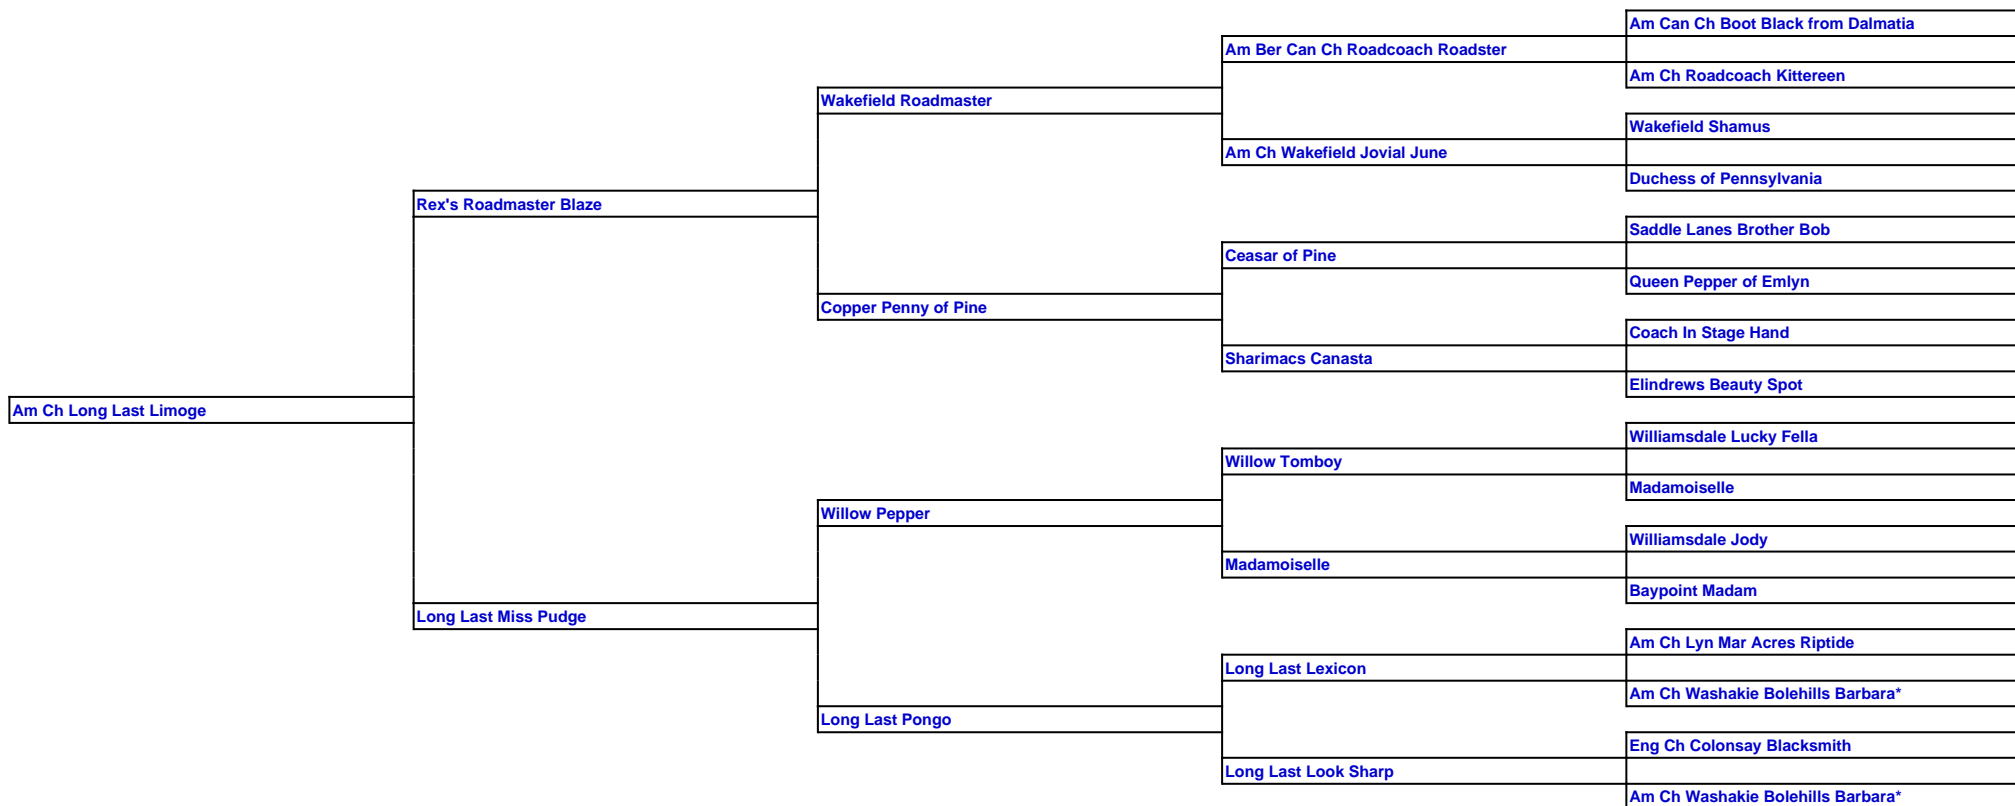 Am Can Ch Boot Black from Dalmatia
Am Ber Can Ch Roadcoach Roadster
Am Ch Roadcoach Kittereen
Wakefield Roadmaster
Wakefield Shamus
Am Ch Wakefield Jovial June
Duchess of Pennsylvania
Rex's Roadmaster Blaze
Saddle Lanes Brother Bob
Ceasar of Pine
Queen Pepper of Emlyn
Copper Penny of Pine
Coach In Stage Hand
Sharimacs Canasta
Elindrews Beauty Spot
Am Ch Long Last Limoge
Williamsdale Lucky Fella
Willow Tomboy
Madamoiselle
Willow Pepper
Williamsdale Jody
Madamoiselle
Baypoint Madam
Long Last Miss Pudge
Am Ch Lyn Mar Acres Riptide
Long Last Lexicon
Am Ch Washakie Bolehills Barbara*
Long Last Pongo
Eng Ch Colonsay Blacksmith
Long Last Look Sharp
Am Ch Washakie Bolehills Barbara*